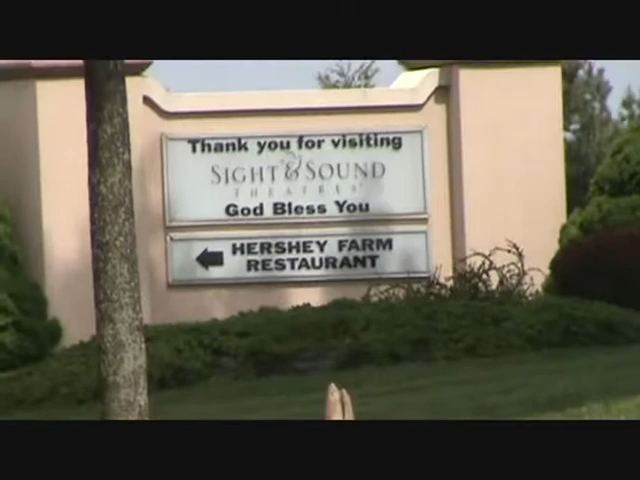 Thank you for visiting
SIGHT & SOUND
THEATRES
God Bless You
HERSHEY FARM
RESTAURANT